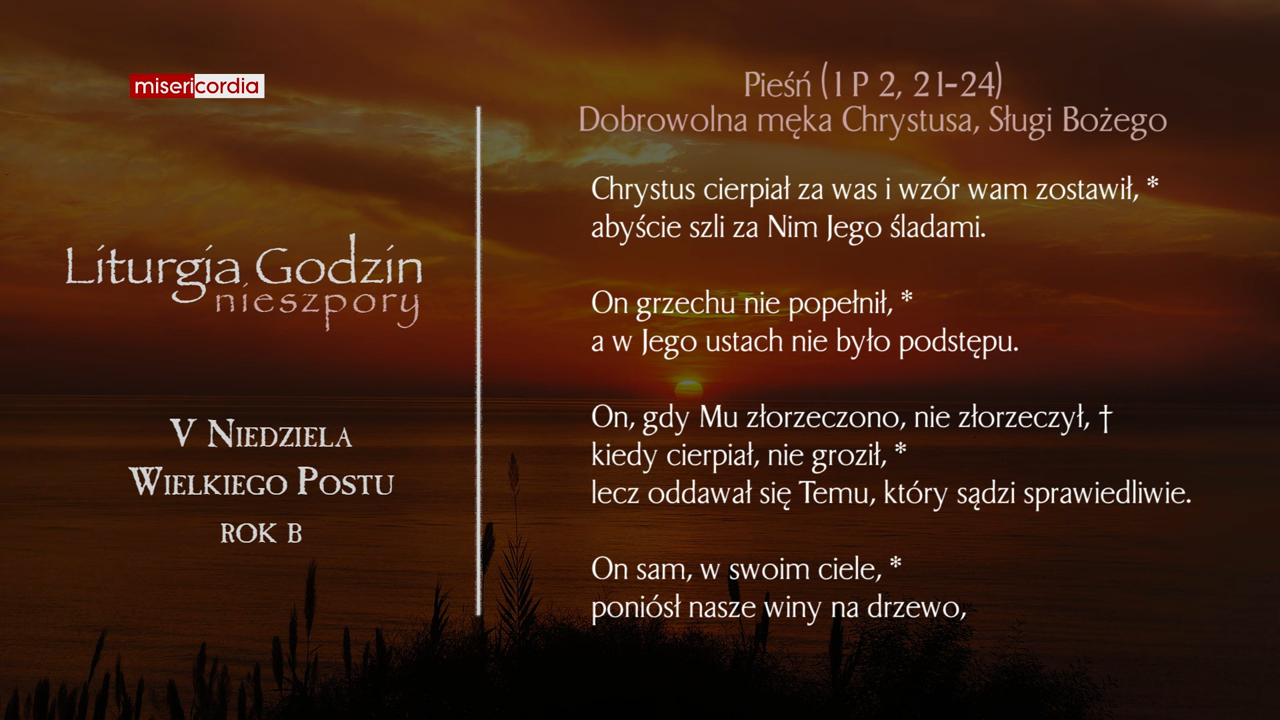 misericordia
Liturgia Godzin
nieszpory
V Niedziela
Wielkiego Postu
rok B
Pieśń (1 P 2, 21-24)
Dobrowolna męka Chrystusa, Sługi Bożego
Chrystus cierpiał za was i wzór wam zostawił, *
abyście szli za Nim Jego śladami.
On grzechu nie popełnił, *
a w Jego ustach nie było podstępu.
On, gdy Mu złorzeczono, nie złorzeczył, †
kiedy cierpiał, nie groził, *
lecz oddawał się Temu, który sądzi sprawiedliwie.
On sam, w swoim ciele, *
poniósł nasze winy na drzewo,